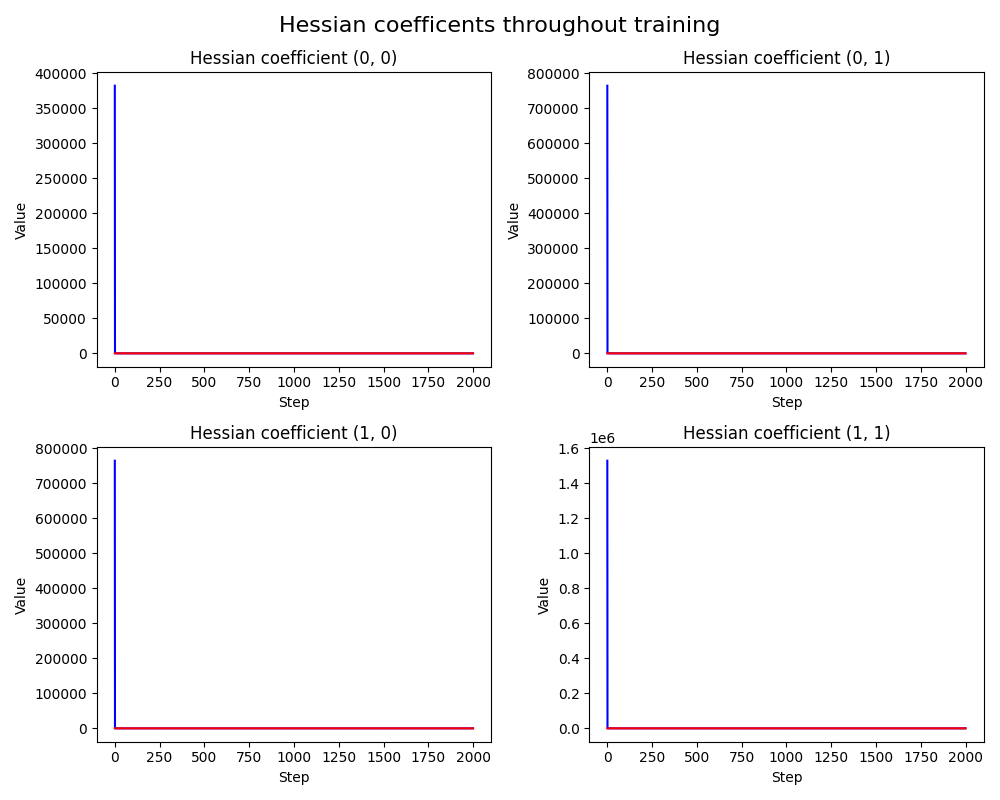 Hessian coefficents throughout training
Hessian coefficient (0, 0)
400000
350000
300000
250000
200000
150000
100000
50000
0
Value
0 250 500 750 1000 1250 1500 1750 2000
Step
Hessian coefficient (0, 1)
800000
700000
600000
500000
400000
300000
200000
100000
0
Value
0 250 500 750 1000 1250 1500 1750 2000
Step
Hessian coefficient (1, 0)
800000
700000
600000
500000
400000
300000
200000
100000
0
Value
0 250 500 750 1000 1250 1500 1750 2000
Step
Hessian coefficient (1, 1)
1e6
1.6
1.4
1.2
1.0
0.8
0.6
0.4
0.2
0.0
Value
0 250 500 750 1000 1250 1500 1750 2000
Step